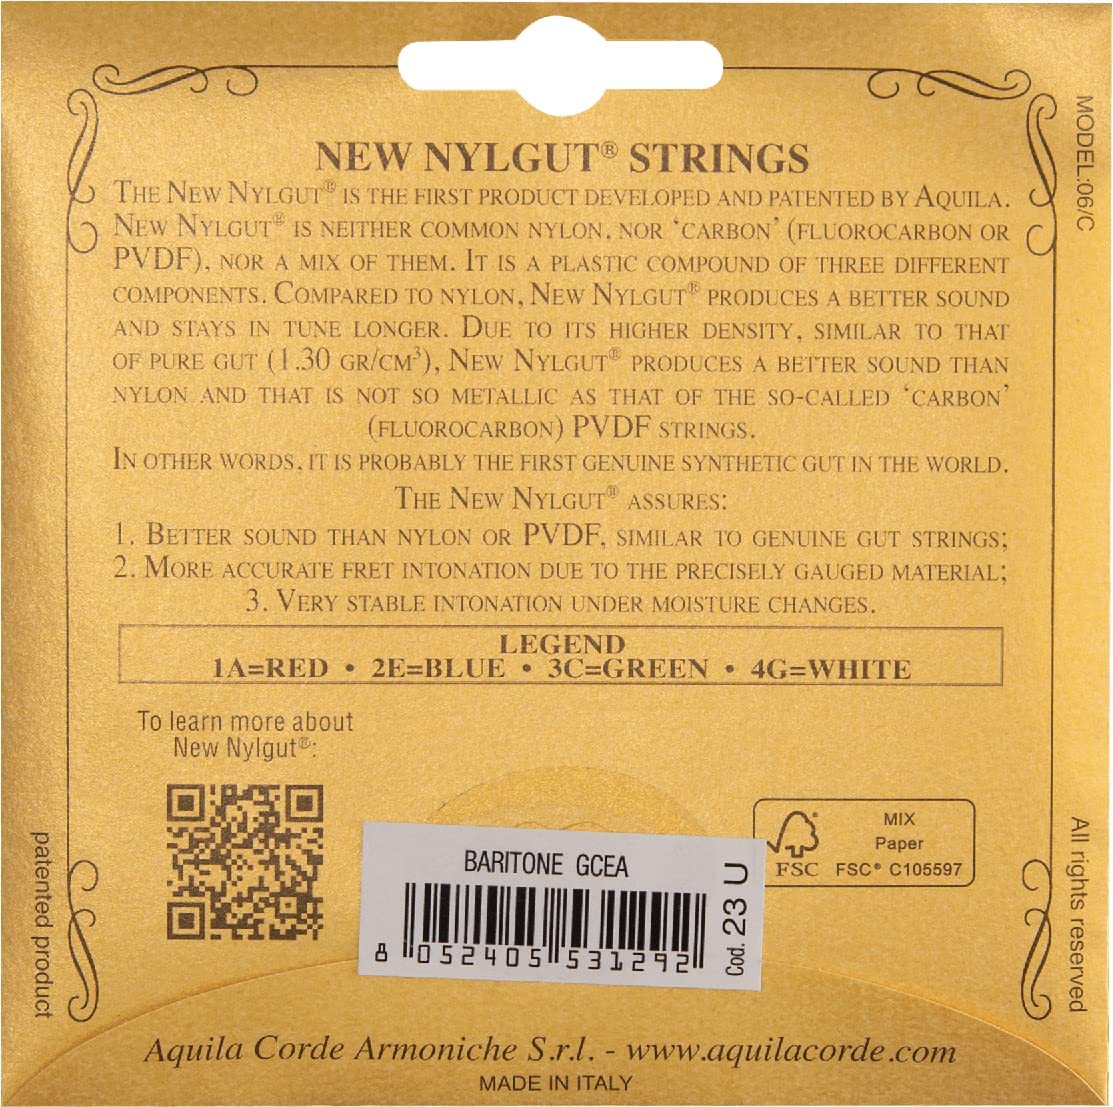 NEW NYLGUT® STRINGS
THE NEW NYLGUT® IS THE FIRST PRODUCT DEVELOPED AND PATENTED BY AQUILA.
NEW NYLGUT® IS NEITHER COMMON NYLON, NOR ‘CARBON’ (FLUOROCARBON OR
PVDF), NOR A MIX OF THEM. IT IS A PLASTIC COMPOUND OF THREE DIFFERENT
COMPONENTS. COMPARED TO NYLON, NEW NYLGUT® PRODUCES A BETTER SOUND
AND STAYS IN TUNE LONGER. DUE TO ITS HIGHER DENSITY, SIMILAR TO THAT
OF PURE GUT (1.30 GR/CM³), NEW NYLGUT® PRODUCES A BETTER SOUND THAN
NYLON AND THAT IS NOT SO METALLIC AS THAT OF THE SO-CALLED ‘CARBON’
(FLUOROCARBON) PVDF STRINGS.
IN OTHER WORDS, IT IS PROBABLY THE FIRST GENUINE SYNTHETIC GUT IN THE WORLD.
THE NEW NYLGUT® ASSURES:
1. BETTER SOUND THAN NYLON OR PVDF, SIMILAR TO GENUINE GUT STRINGS;
2. MORE ACCURATE FRET INTONATION DUE TO THE PRECISELY GAUGED MATERIAL;
3. VERY STABLE INTONATION UNDER MOISTURE CHANGES.
LEGEND
1A=RED • 2E=BLUE • 3C=GREEN • 4G=WHITE
To learn more about
New Nylgut®:
BARITONE GCEA
8 052405 531292
Cod. 23 U
MIX
Paper
FSC FSC® C105597
MODEL:06/C
patented product
All rights reserved
Aquila Corde Armoniche S.r.l. - www.aquilacorde.com
MADE IN ITALY